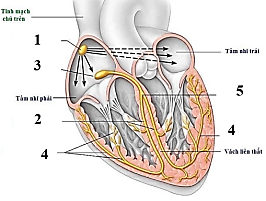 Tĩnh mạch
chủ trên
1
Tâm nhĩ trái
3
5
Tâm nhĩ phải
2
4
4
Vách liên thất